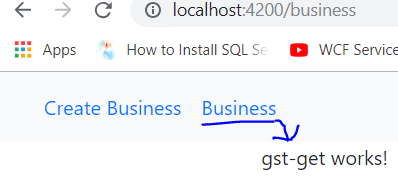 localhost:4200/business
Apps How to Install SQL Se WCF Service
Create Business Business
gst-get works!